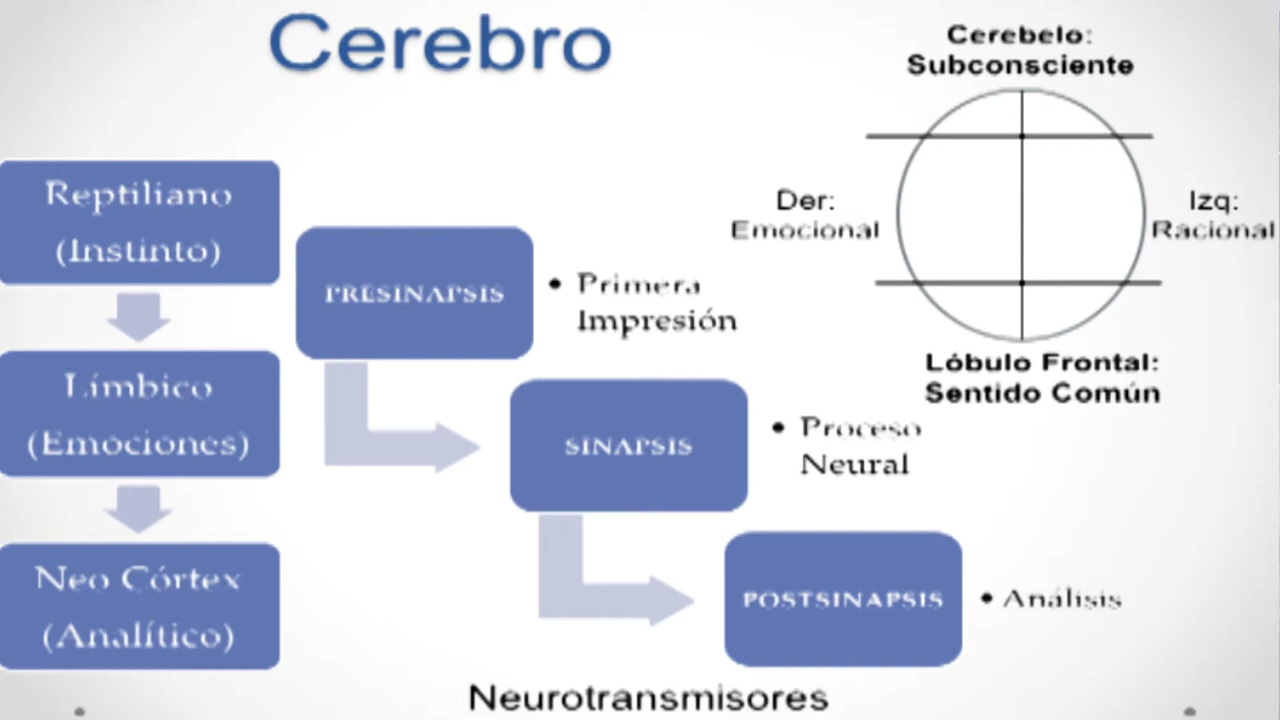 Cerebro
Cerebelo:
Subconsciente
Der:
Emocional
Izq:
Racional
Lóbulo Frontal:
Sentido Común
Reptiliano
(Instinto)
Límbico
(Emociones)
Neo Córtex
(Analítico)
PRESINAPSIS
• Primera
Impresión
SINAPSIS
• Proceso
Neural
POSTSINAPSIS
• Análisis
Neurotransmisores